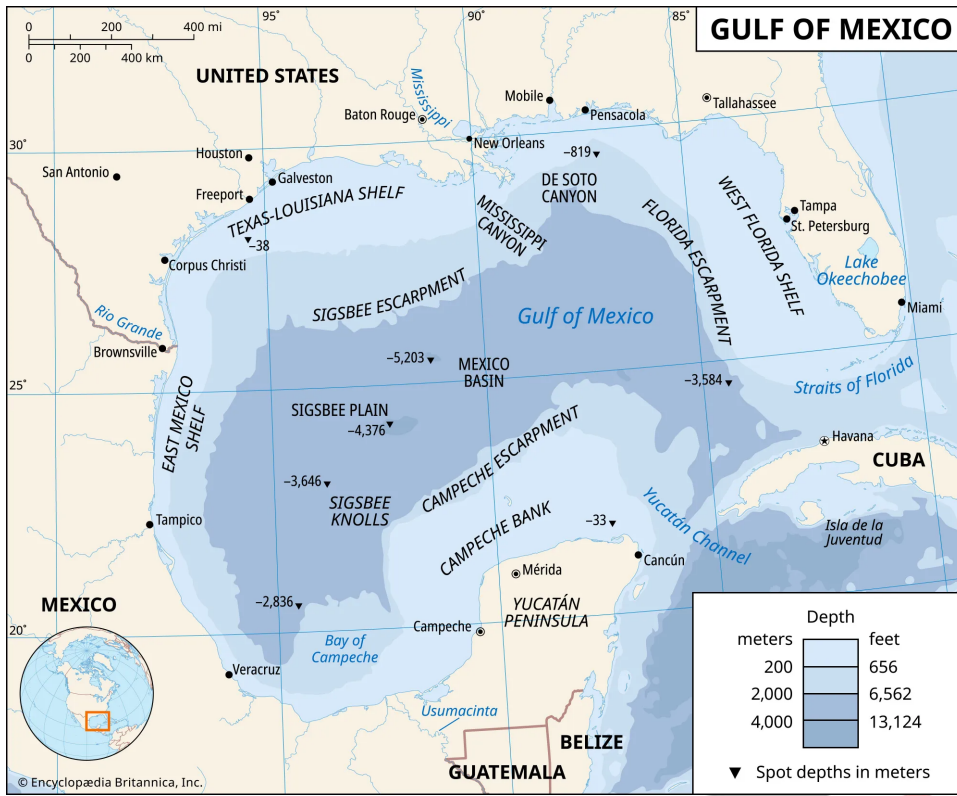 0 200 400 mi
0 200 400 km
95°
90°
85°
GULF OF MEXICO
UNITED STATES
Mississippi
Mobile
Tallahassee
Baton Rouge
Pensacola
New Orleans
30°
Houston
–819
San Antonio
Galveston
DE SOTO
CANYON
Freeport
TEXAS-LOUISIANA SHELF
MISSISSIPPI
CANYON
FLORIDA ESCARPMENT
WEST FLORIDA SHELF
Tampa
St. Petersburg
–38
Corpus Christi
Lake
Okeechobee
SIGSBEE ESCARPMENT
Gulf of Mexico
Miami
Rio Grande
Brownsville
–5,203
MEXICO
BASIN
–3,584
Straits of Florida
25°
EAST MEXICO
SHELF
SIGSBEE PLAIN
–4,376
CAMPECHE ESCARPMENT
Havana
CUBA
–3,646
SIGSBEE
KNOLLS
Tampico
CAMPECHE BANK
–33
Yucatán Channel
Isla de la
Juventud
Cancún
Mérida
MEXICO
–2,836
YUCATÁN
PENINSULA
20°
Campeche
Bay of
Campeche
Veracruz
Usumacinta
BELIZE
GUATEMALA
Depth
meters feet
200 656
2,000 6,562
4,000 13,124
Spot depths in meters
© Encyclopædia Britannica, Inc.